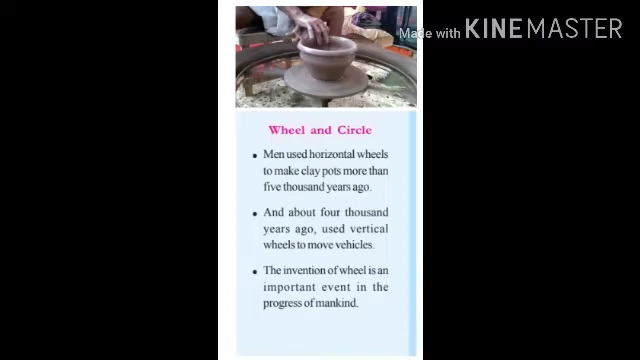 Made with KINEMASTER
Wheel and Circle
• Men used horizontal wheels
to make clay pots more than
five thousand years ago.
• And about four thousand
years ago, used vertical
wheels to move vehicles.
• The invention of wheel is an
important event in the
progress of mankind.